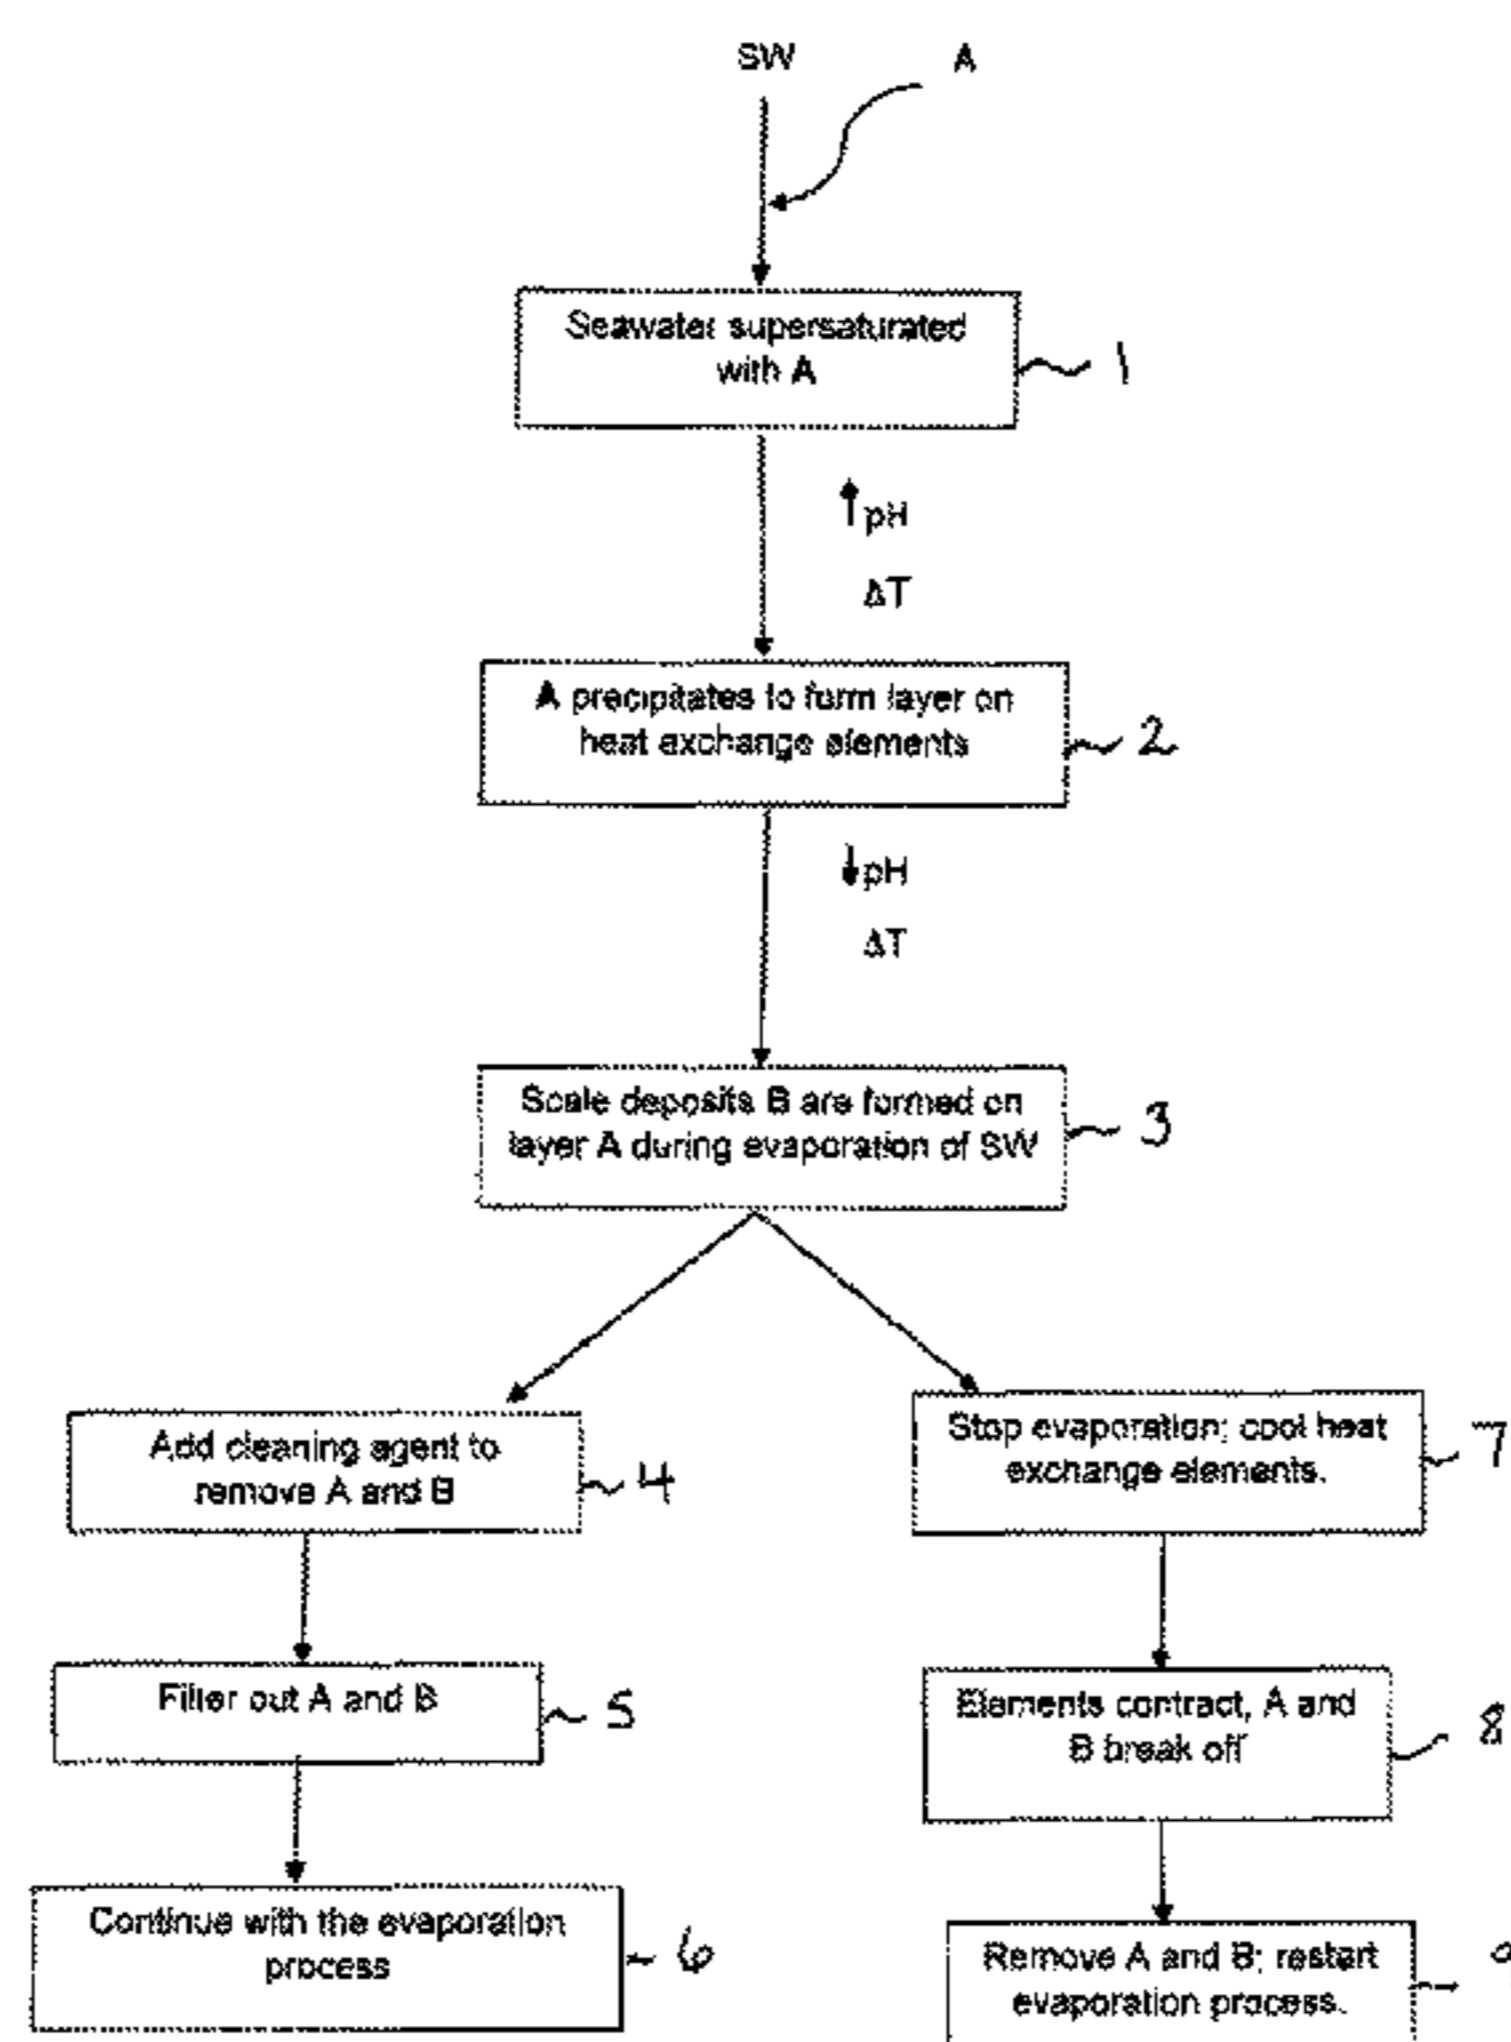 SW
A
Seawater supersaturated
with A
1
pH
ΔT
A precipitates to form layer on
heat exchange elements
2
pH
ΔT
Scale deposits B are formed on
layer A during evaporation of SW
3
Add cleaning agent to
remove A and B
4
Stop evaporation; cool heat
exchange elements.
7
Filter out A and B
5
Elements contract, A and
B break off
8
Continue with the evaporation
process
6
Remove A and B; restart
evaporation process.